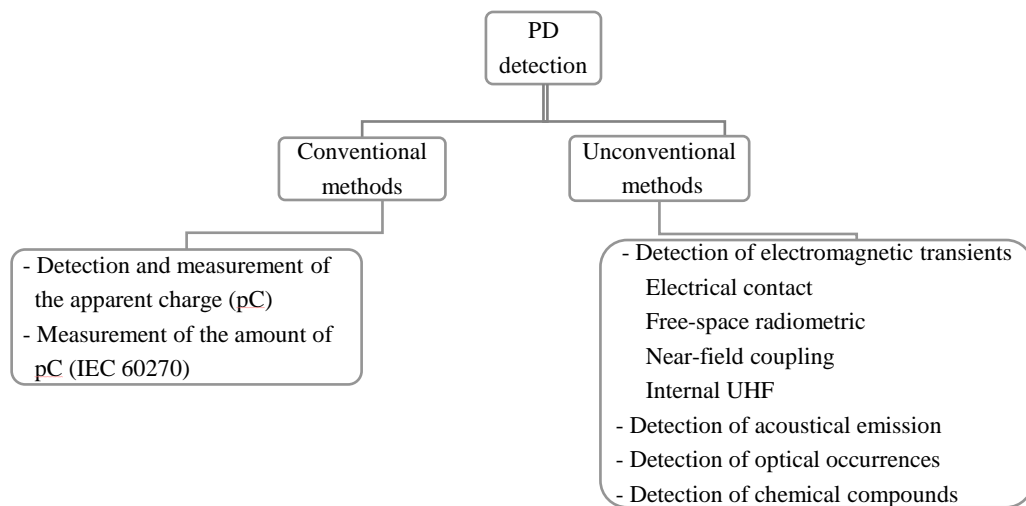 PD
detection
Conventional
methods
Unconventional
methods
- Detection and measurement of
the apparent charge (pC)
- Measurement of the amount of
pC (IEC 60270)
- Detection of electromagnetic transients
Electrical contact
Free-space radiometric
Near-field coupling
Internal UHF
- Detection of acoustical emission
- Detection of optical occurrences
- Detection of chemical compounds